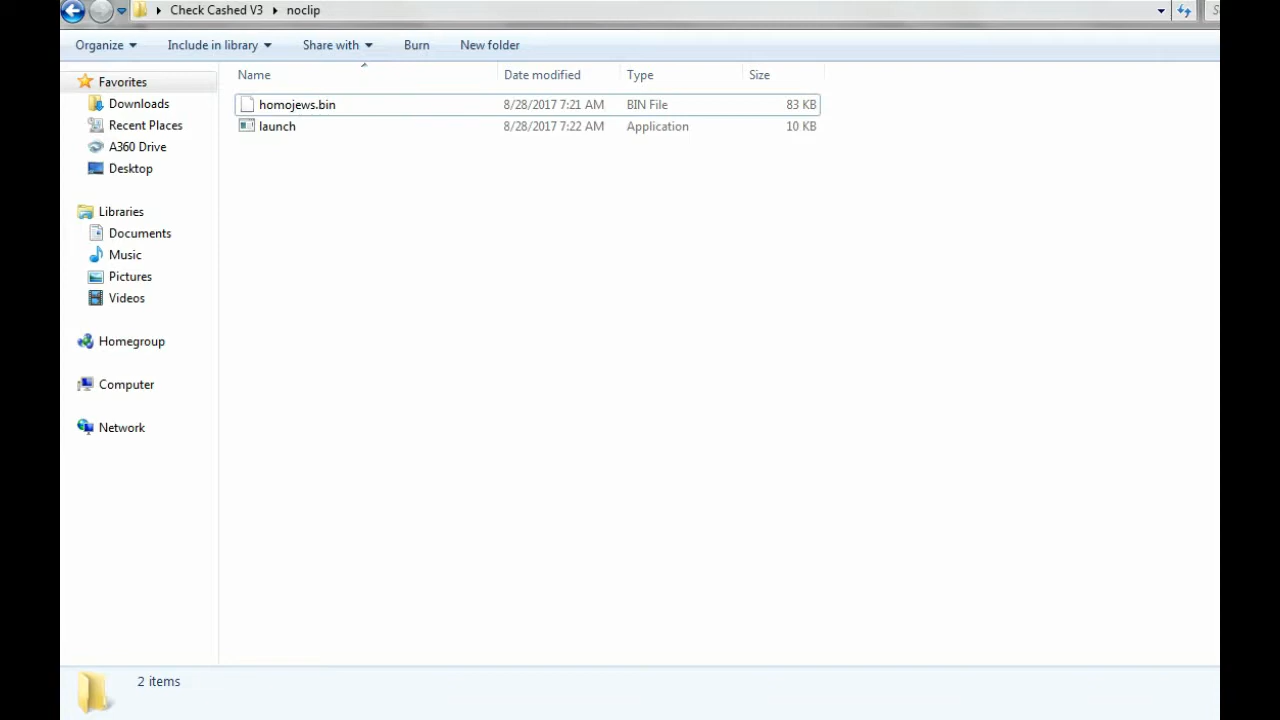 Check Cashed V3 noclip
Organize Include in library Share with Burn New folder
Name Date modified Type Size
homojews.bin 8/28/2017 7:21 AM BIN File 83 KB
launch 8/28/2017 7:22 AM Application 10 KB
Favorites
Downloads
Recent Places
A360 Drive
Desktop
Libraries
Documents
Music
Pictures
Videos
Homegroup
Computer
Network
2 items